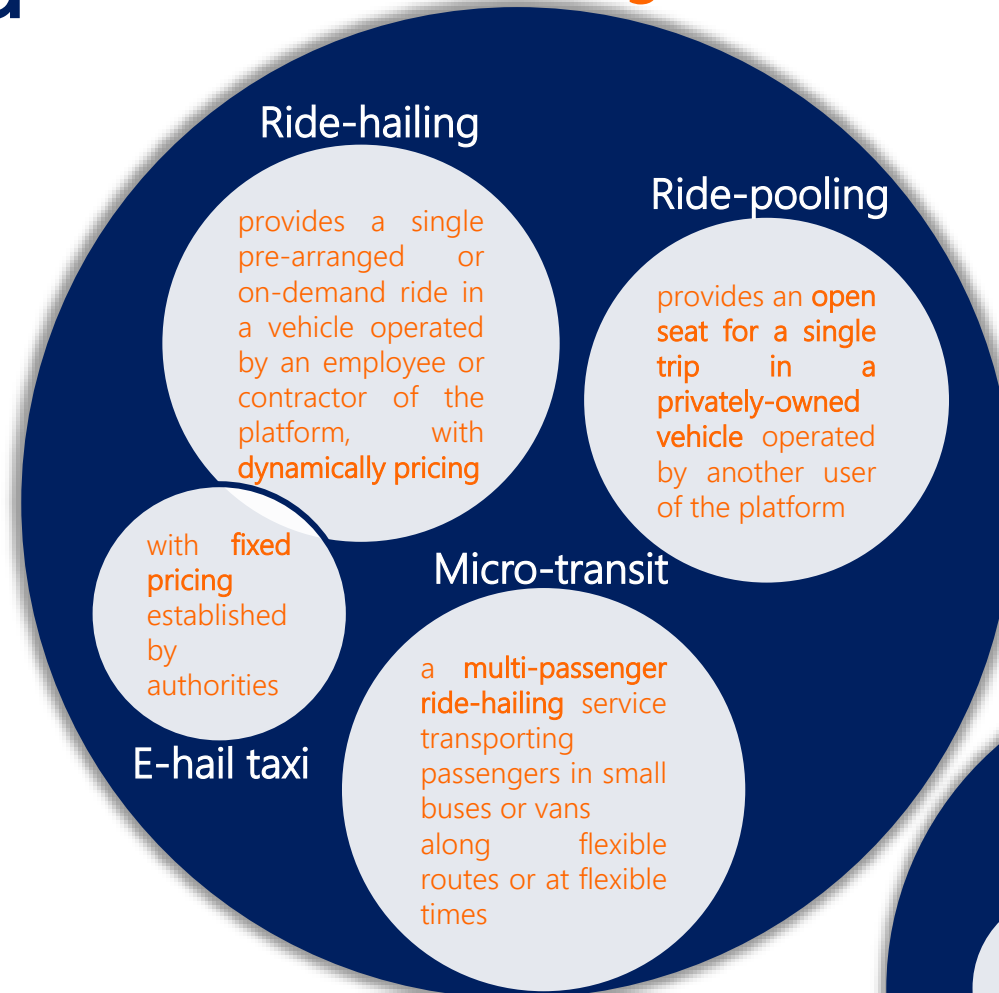 Ride-hailing
provides a single
pre-arranged or
on-demand ride in
a vehicle operated
by an employee or
contractor of the
platform, with
dynamically pricing
Ride-pooling
provides an open
seat for a single
trip in a
privately-owned
vehicle operated
by another user
of the platform
with fixed
pricing
established
by
authorities
E-hail taxi
Micro-transit
a multi-passenger
ride-hailing service
transporting
passengers in small
buses or vans
along flexible
routes or at flexible
times